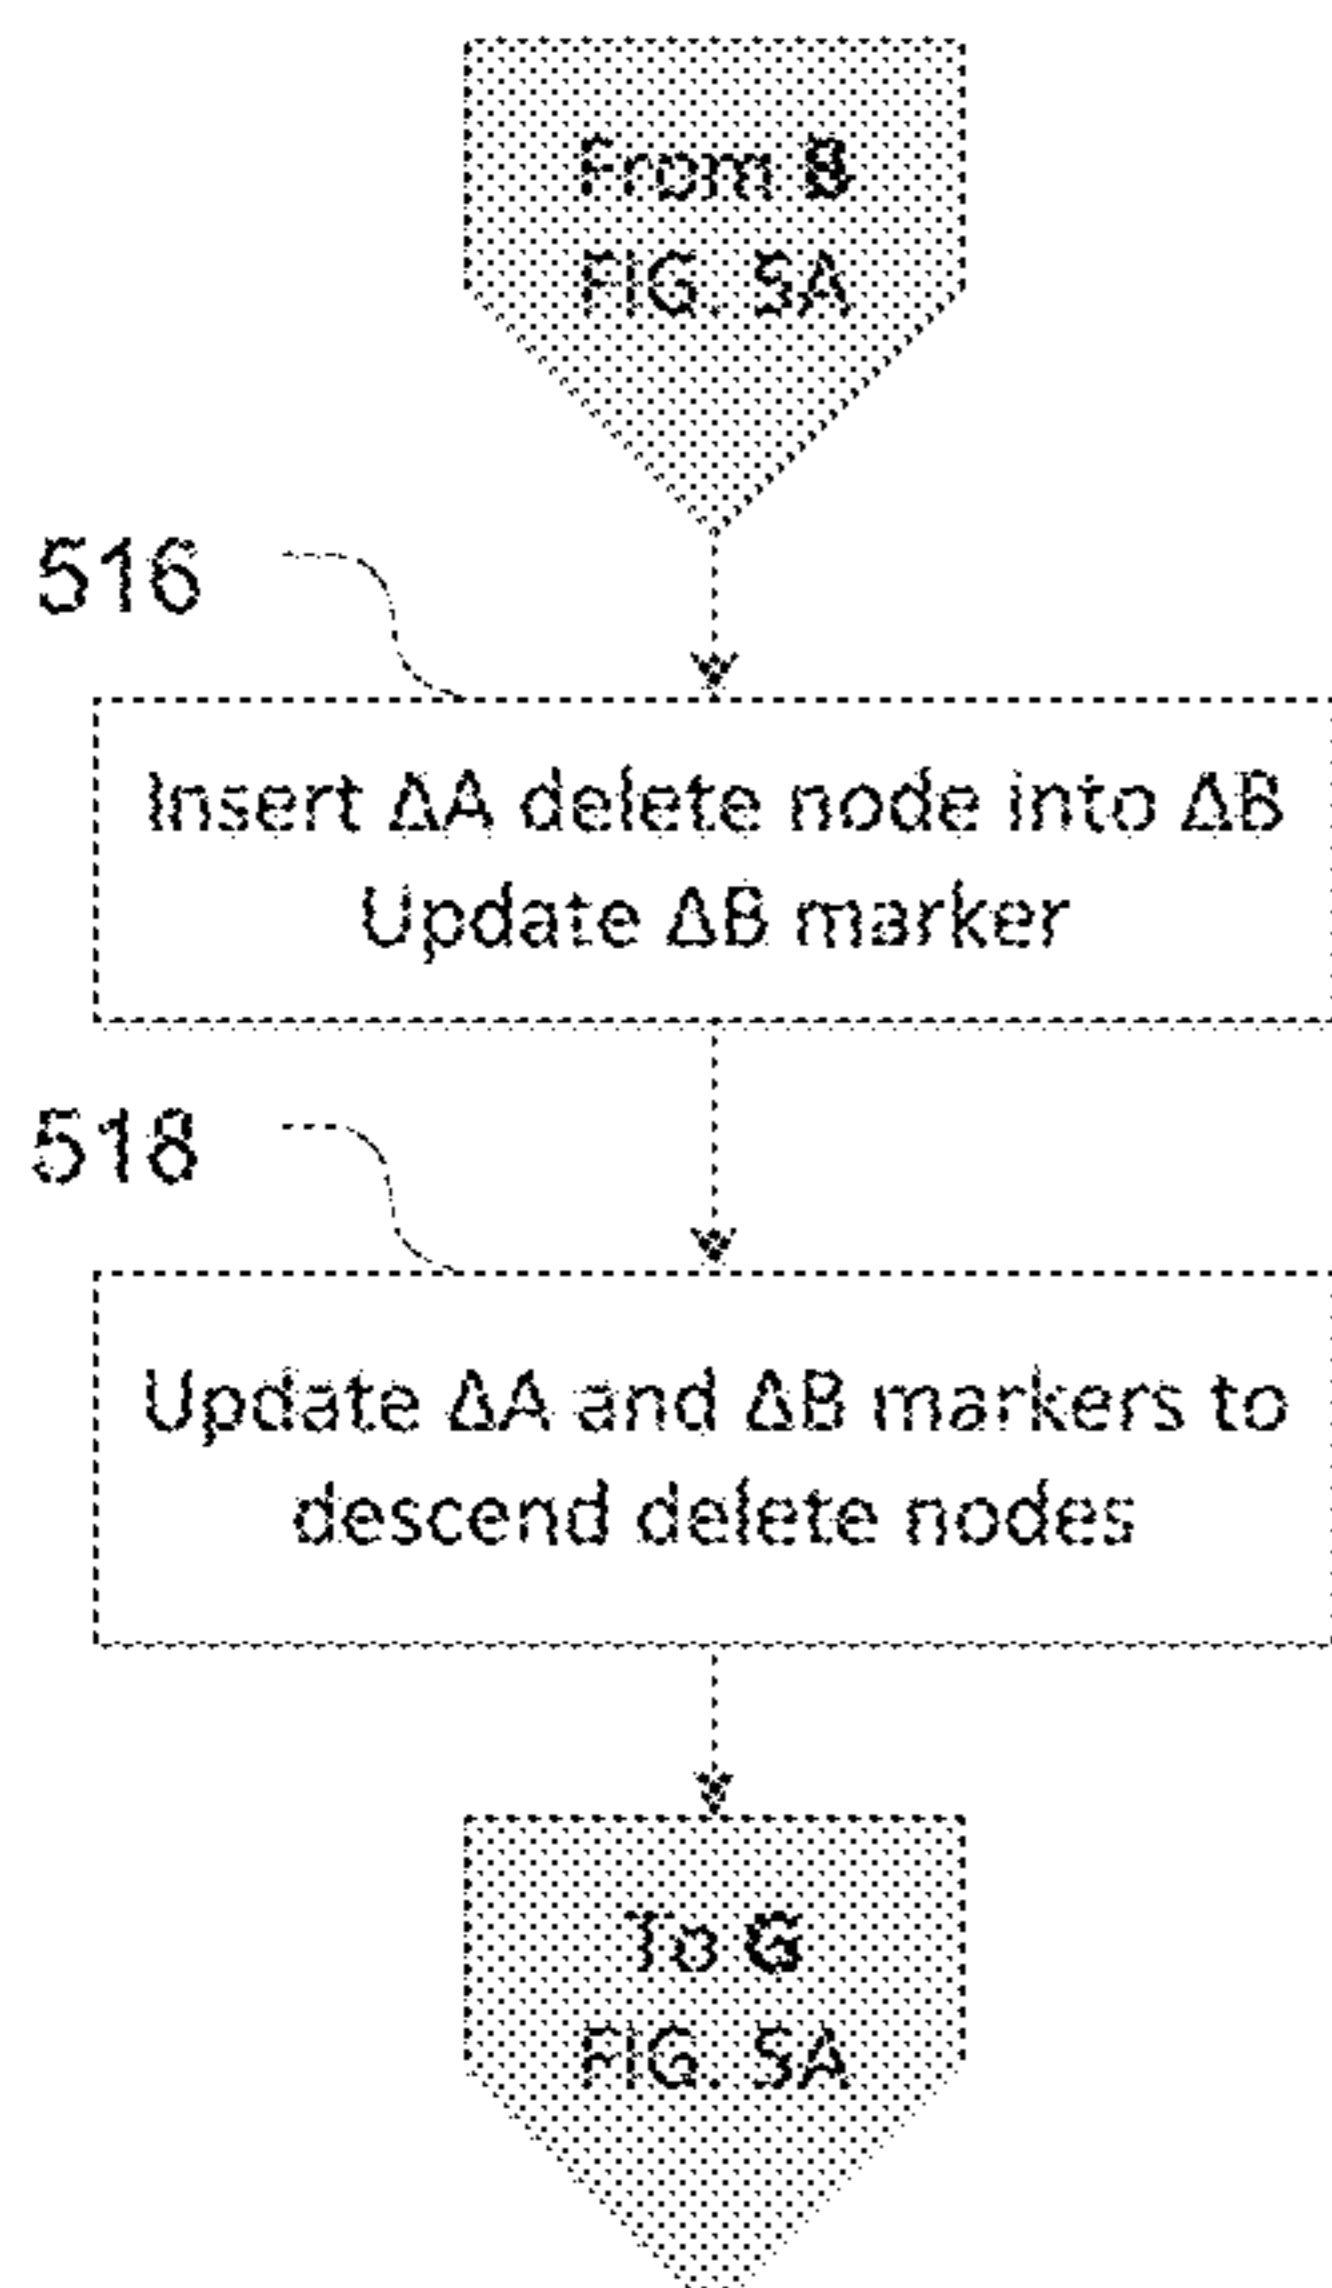 From B
FIG. 5A
516
Insert ΔA delete node into ΔB
Update ΔB marker
518
Update ΔA and ΔB markers to
descend delete nodes
To G
FIG. 5A